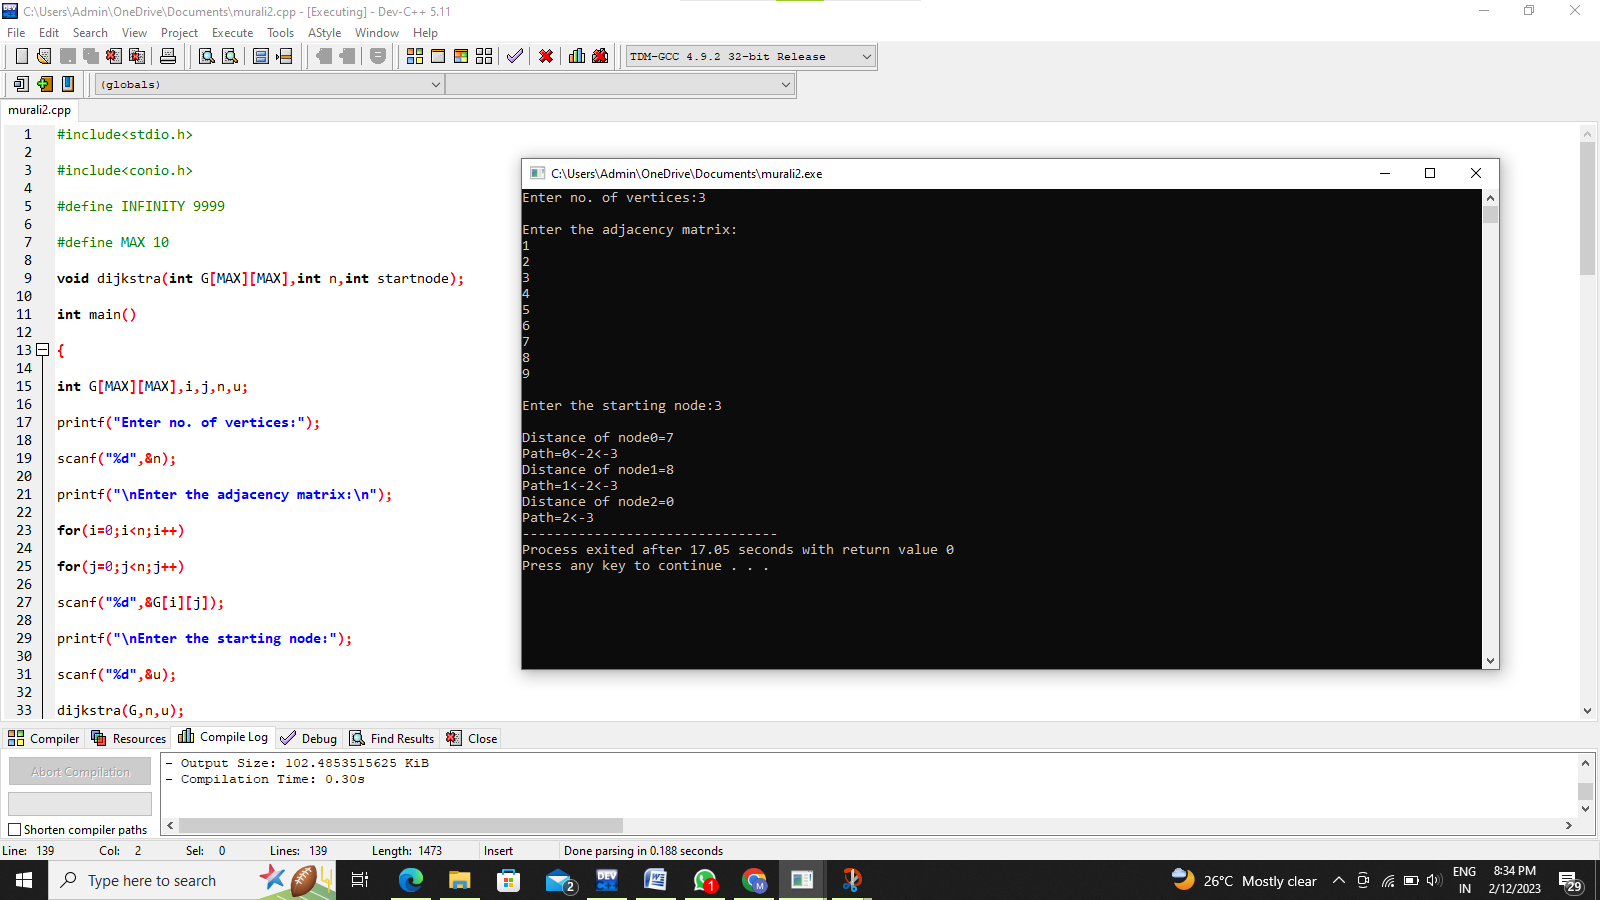 C:\Users\Admin\OneDrive\Documents\murali2.cpp - [Executing] - Dev-C++ 5.11
File Edit Search View Project Execute Tools AStyle Window Help
TDM-GCC 4.9.2 32-bit Release
(globals)
murali2.cpp
1 #include<stdio.h>
2
3 #include<conio.h>
4
5 #define INFINITY 9999
6
7 #define MAX 10
8
9 void dijkstra(int G[MAX][MAX],int n,int startnode);
10
11 int main()
12
13 {
14
15 int G[MAX][MAX],i,j,n,u;
16
17 printf("Enter no. of vertices:");
18
19 scanf("%d",&n);
20
21 printf("\nEnter the adjacency matrix:\n");
22
23 for(i=0;i<n;i++)
24
25 for(j=0;j<n;j++)
26
27 scanf("%d",&G[i][j]);
28
29 printf("\nEnter the starting node:");
30
31 scanf("%d",&u);
32
33 dijkstra(G,n,u);
C:\Users\Admin\OneDrive\Documents\murali2.exe
Enter no. of vertices:3
Enter the adjacency matrix:
1
2
3
4
5
6
7
8
9
Enter the starting node:3
Distance of node0=7
Path=0<-2<-3
Distance of node1=8
Path=1<-2<-3
Distance of node2=0
Path=2<-3
--------------------------------
Process exited after 17.05 seconds with return value 0
Press any key to continue . . .
Compiler Resources Compile Log Debug Find Results Close
Abort Compilation
Shorten compiler paths
- Output Size: 102.4853515625 KiB
- Compilation Time: 0.30s
Line: 139 Col: 2 Sel: 0 Lines: 139 Length: 1473 Insert Done parsing in 0.188 seconds
Type here to search
2
DEV
1
M
26°C Mostly clear
ENG
IN
8:34 PM
2/12/2023
29